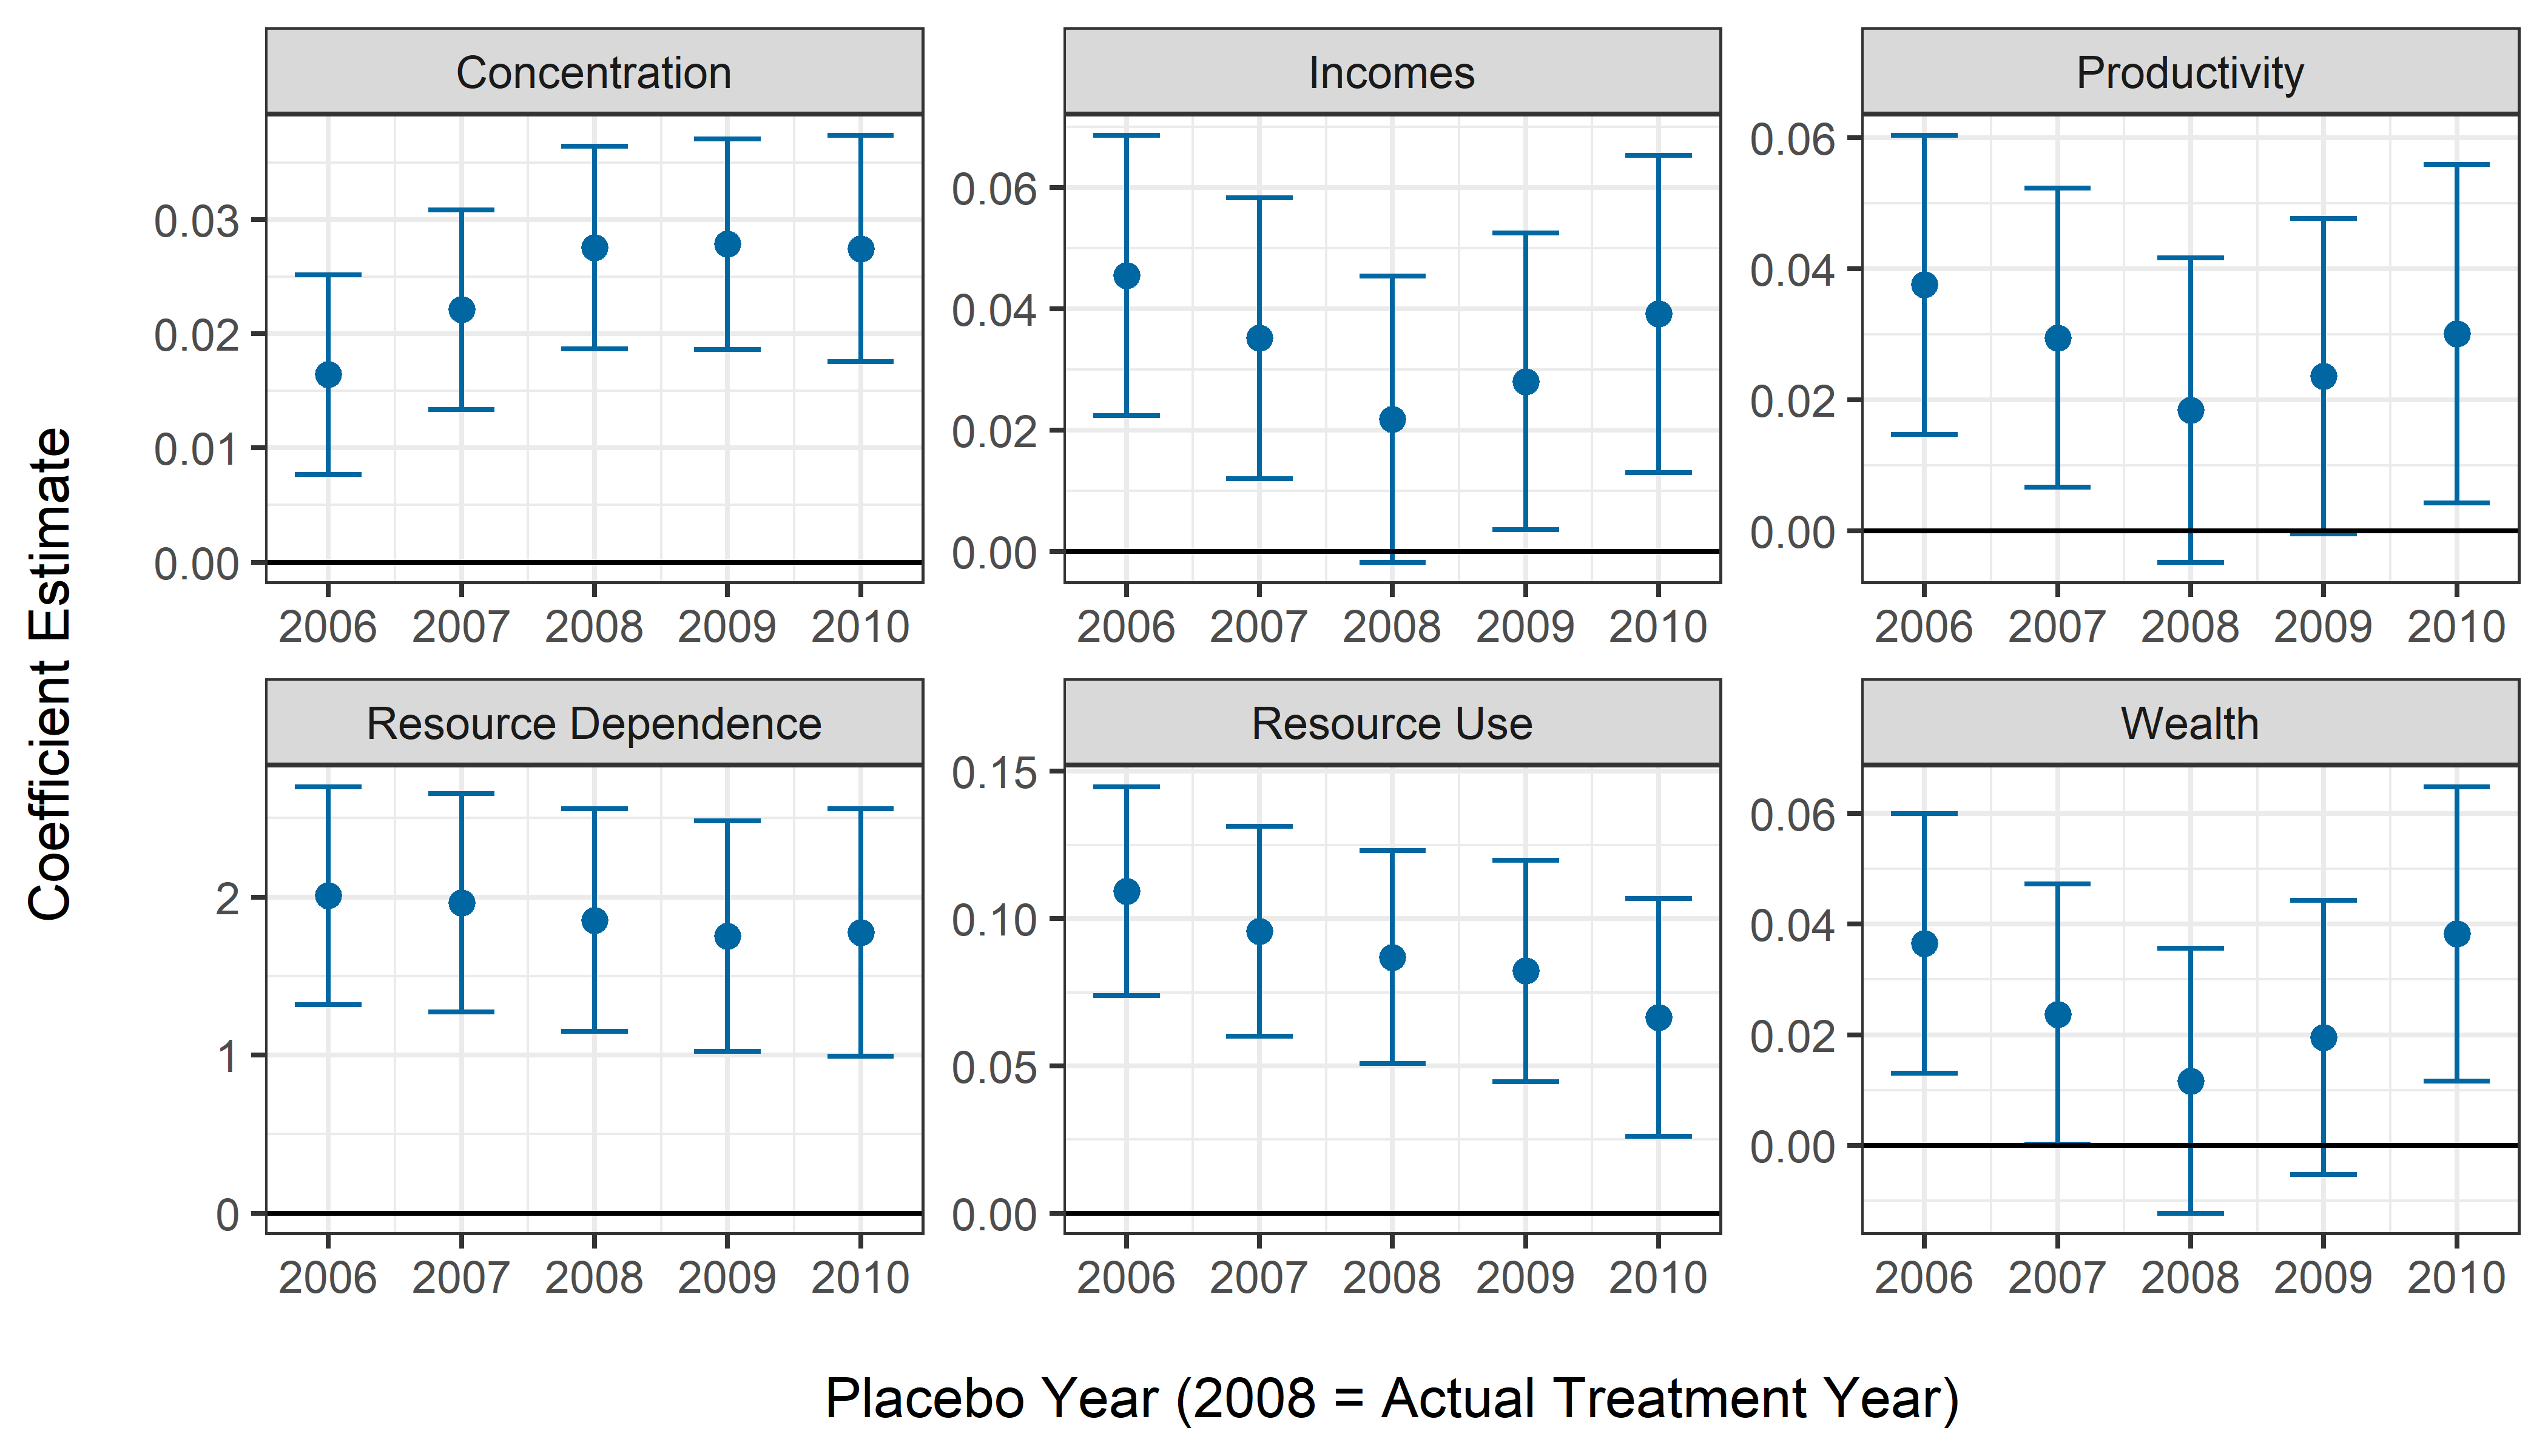 Coefficient Estimate
Concentration
0.03
0.02
0.01
0.00
2006 2007 2008 2009 2010
Incomes
0.06
0.04
0.02
0.00
2006 2007 2008 2009 2010
Productivity
0.06
0.04
0.02
0.00
2006 2007 2008 2009 2010
Resource Dependence
2
1
0
2006 2007 2008 2009 2010
Resource Use
0.15
0.10
0.05
0.00
2006 2007 2008 2009 2010
Wealth
0.06
0.04
0.02
0.00
2006 2007 2008 2009 2010
Placebo Year (2008 = Actual Treatment Year)